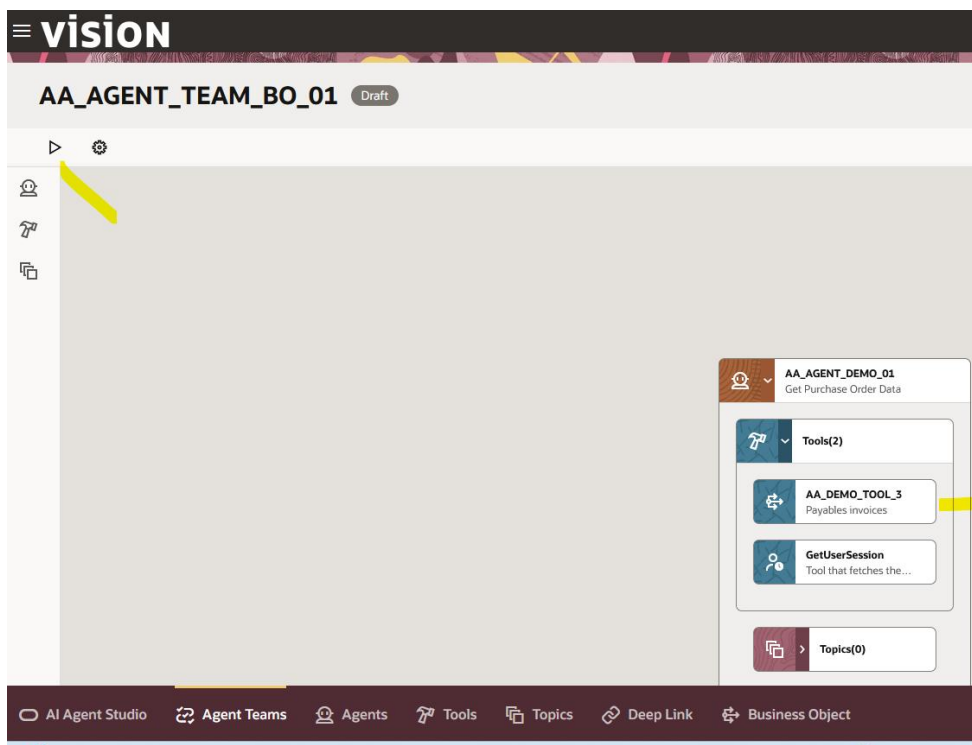 vision
AA_AGENT_TEAM_BO_01 Draft
AA_AGENT_DEMO_01
Get Purchase Order Data
Tools(2)
AA_DEMO_TOOL_3
Payables invoices
GetUserSession
Tool that fetches the...
Topics(0)
AI Agent Studio Agent Teams Agents Tools Topics Deep Link Business Object